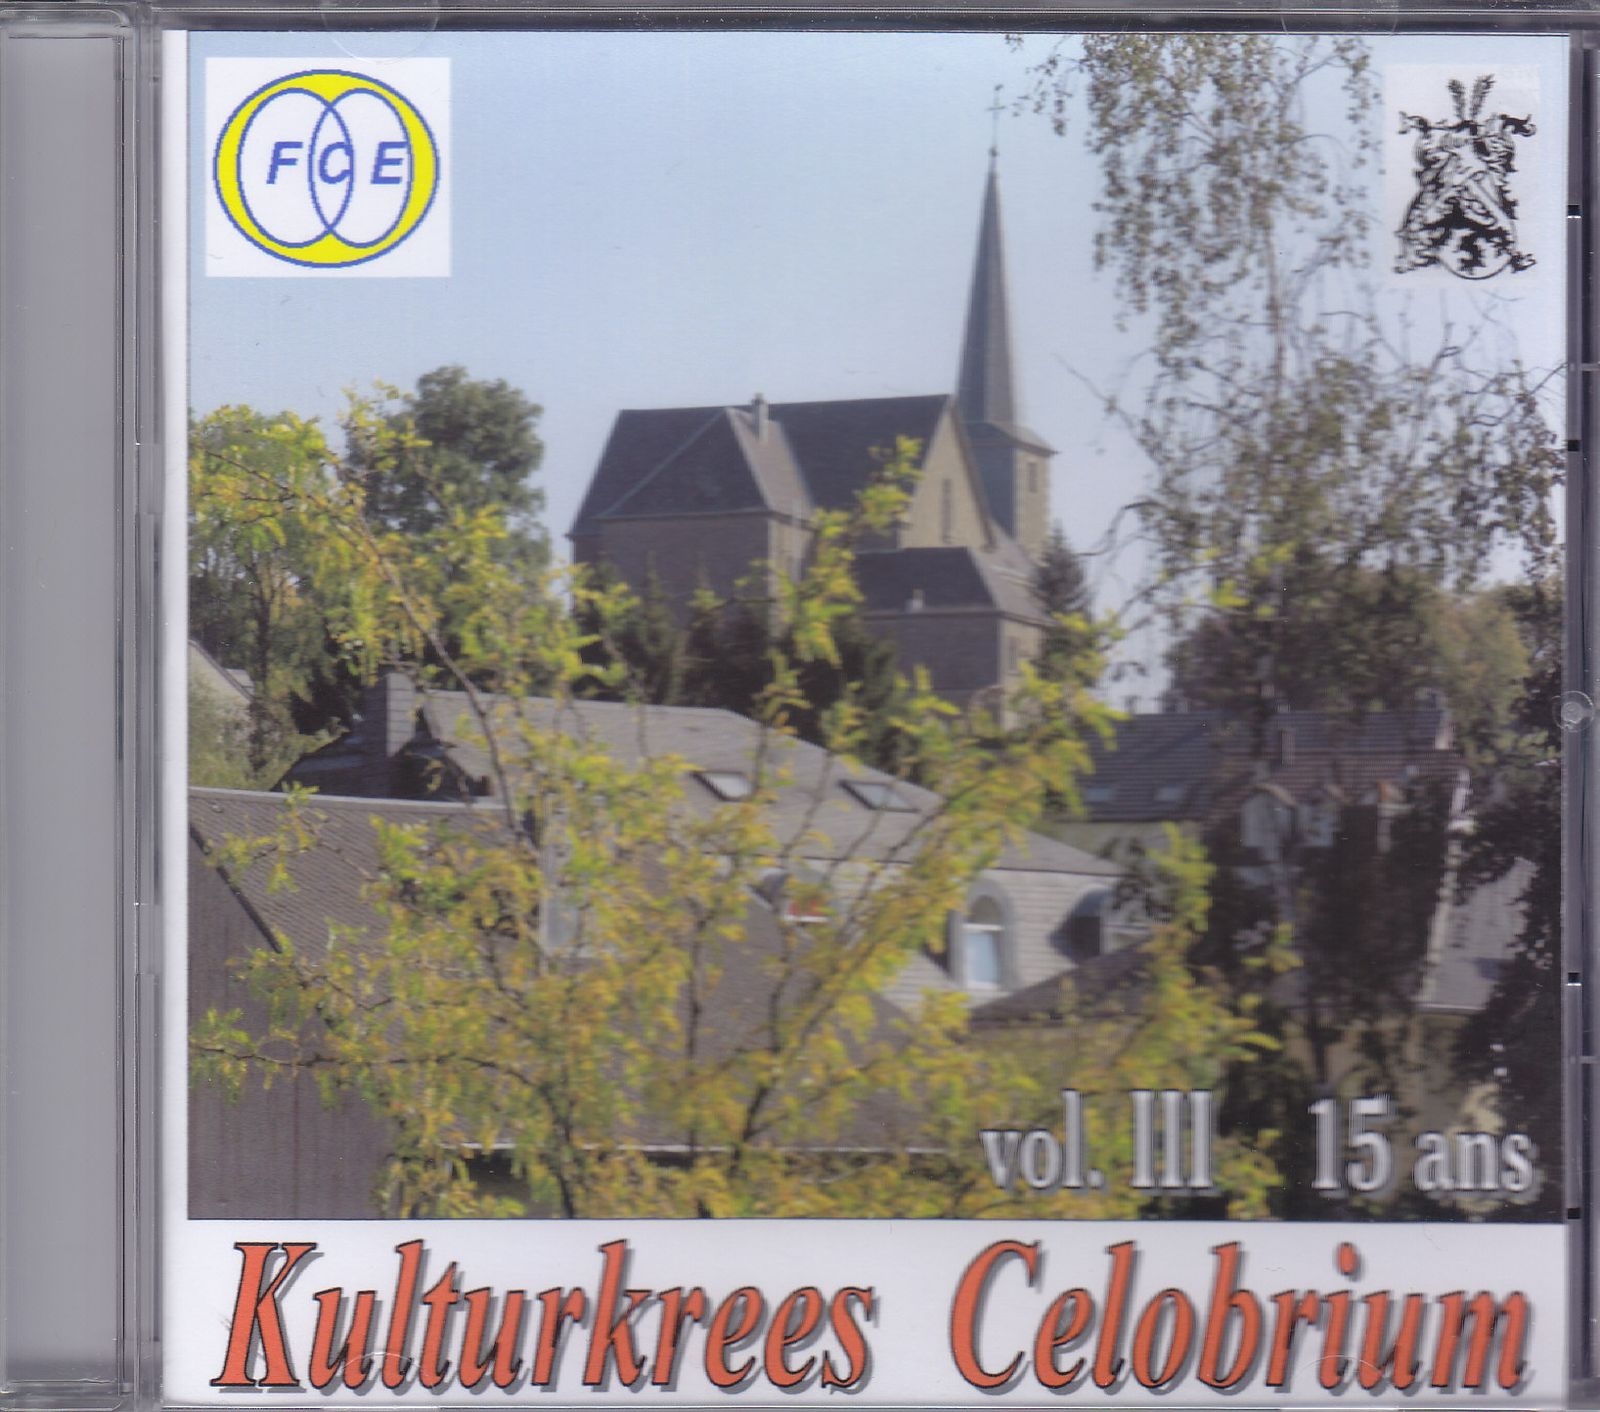 FCE
vol. III 15 ans
Kulturkrees Celobrium